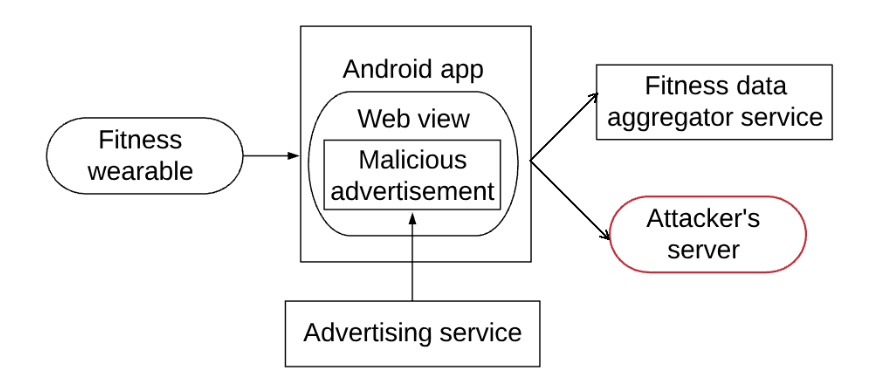 Android app
Web view
Malicious
advertisement
Fitness
wearable
Fitness data
aggregator service
Attacker's
server
Advertising service